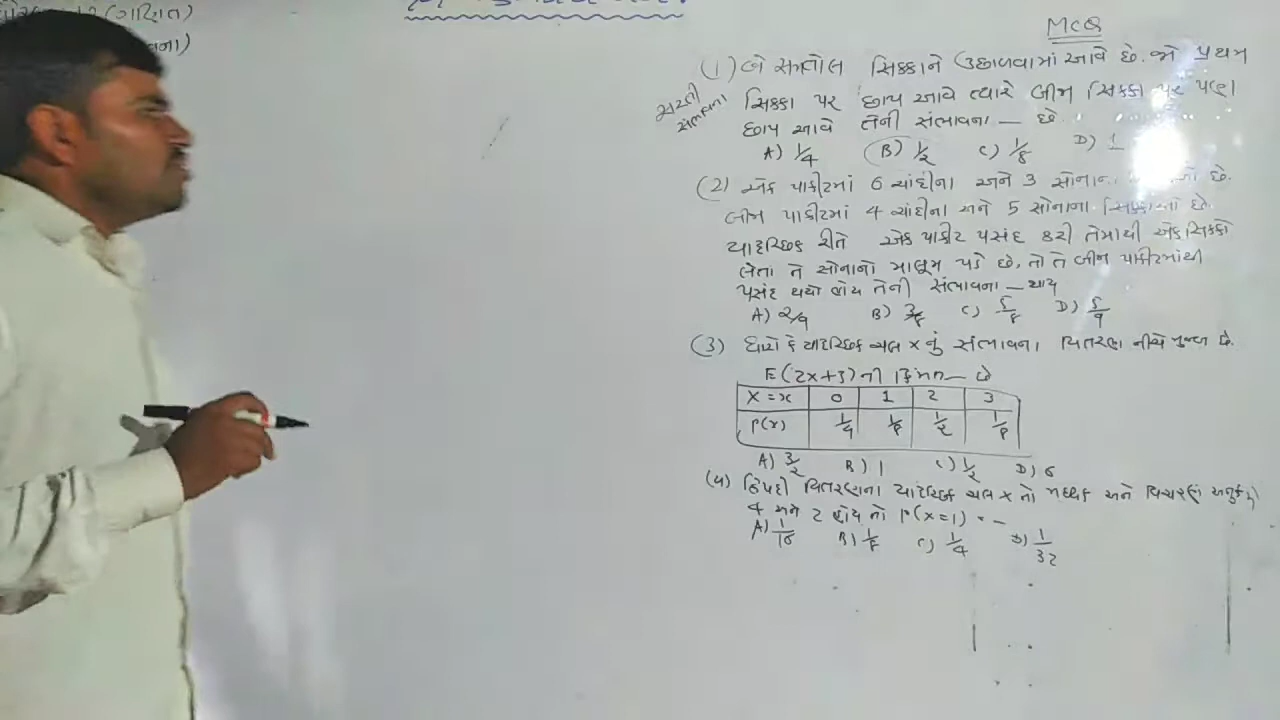 (ગણિત)
MCQ
(1) બે સમતોલ સિક્કાને ઉછાળવામાં આવે છે. જો પ્રથમ
સિક્કા પર છાપ આવે ત્યારે બીજા સિક્કા પર પણ
છાપ આવે તેની સંભાવના — છે.
A) 1/4 B) 1/2 C) 1/8 D) 1
(2) એક પાકીટમાં 6 ચાંદીના અને 3 સોનાના છે.
બીજા પાકીટમાં 4 ચાંદીના અને 5 સોનાના સિક્કાઓ છે.
યાદચ્છિક રીતે એક પાકીટ પસંદ કરી તેમાથી એક સિક્કો
લેતા તે સોનાનો માલૂમ પડે છે, તો તે બીજા પાકીટમાંથી
પસંદ થયો હોય તેની સંભાવના — થાય
A) 2/9 B) 3/8 C) 5/8 D) 5/9
(3) ધારો કે યાદચ્છિક ચલ X નું સંભાવના વિતરણ નીચે મુજબ છે.
E(2x+3) ની કિંમત — છે
X = x 0 1 2 3
P(x) 1/4 1/8 1/2 1/8
A) 3/2 B) 1 C) 1/2 D) 6
(4) દ્વિપદી વિતરણના યાદચ્છિક ચલ X નો મધ્યક અને વિચરણ અનુક્રમે
4 અને 2 હોય તો P(x=1) = —
A) 1/16 B) 1/8 C) 1/4 D) 1/32